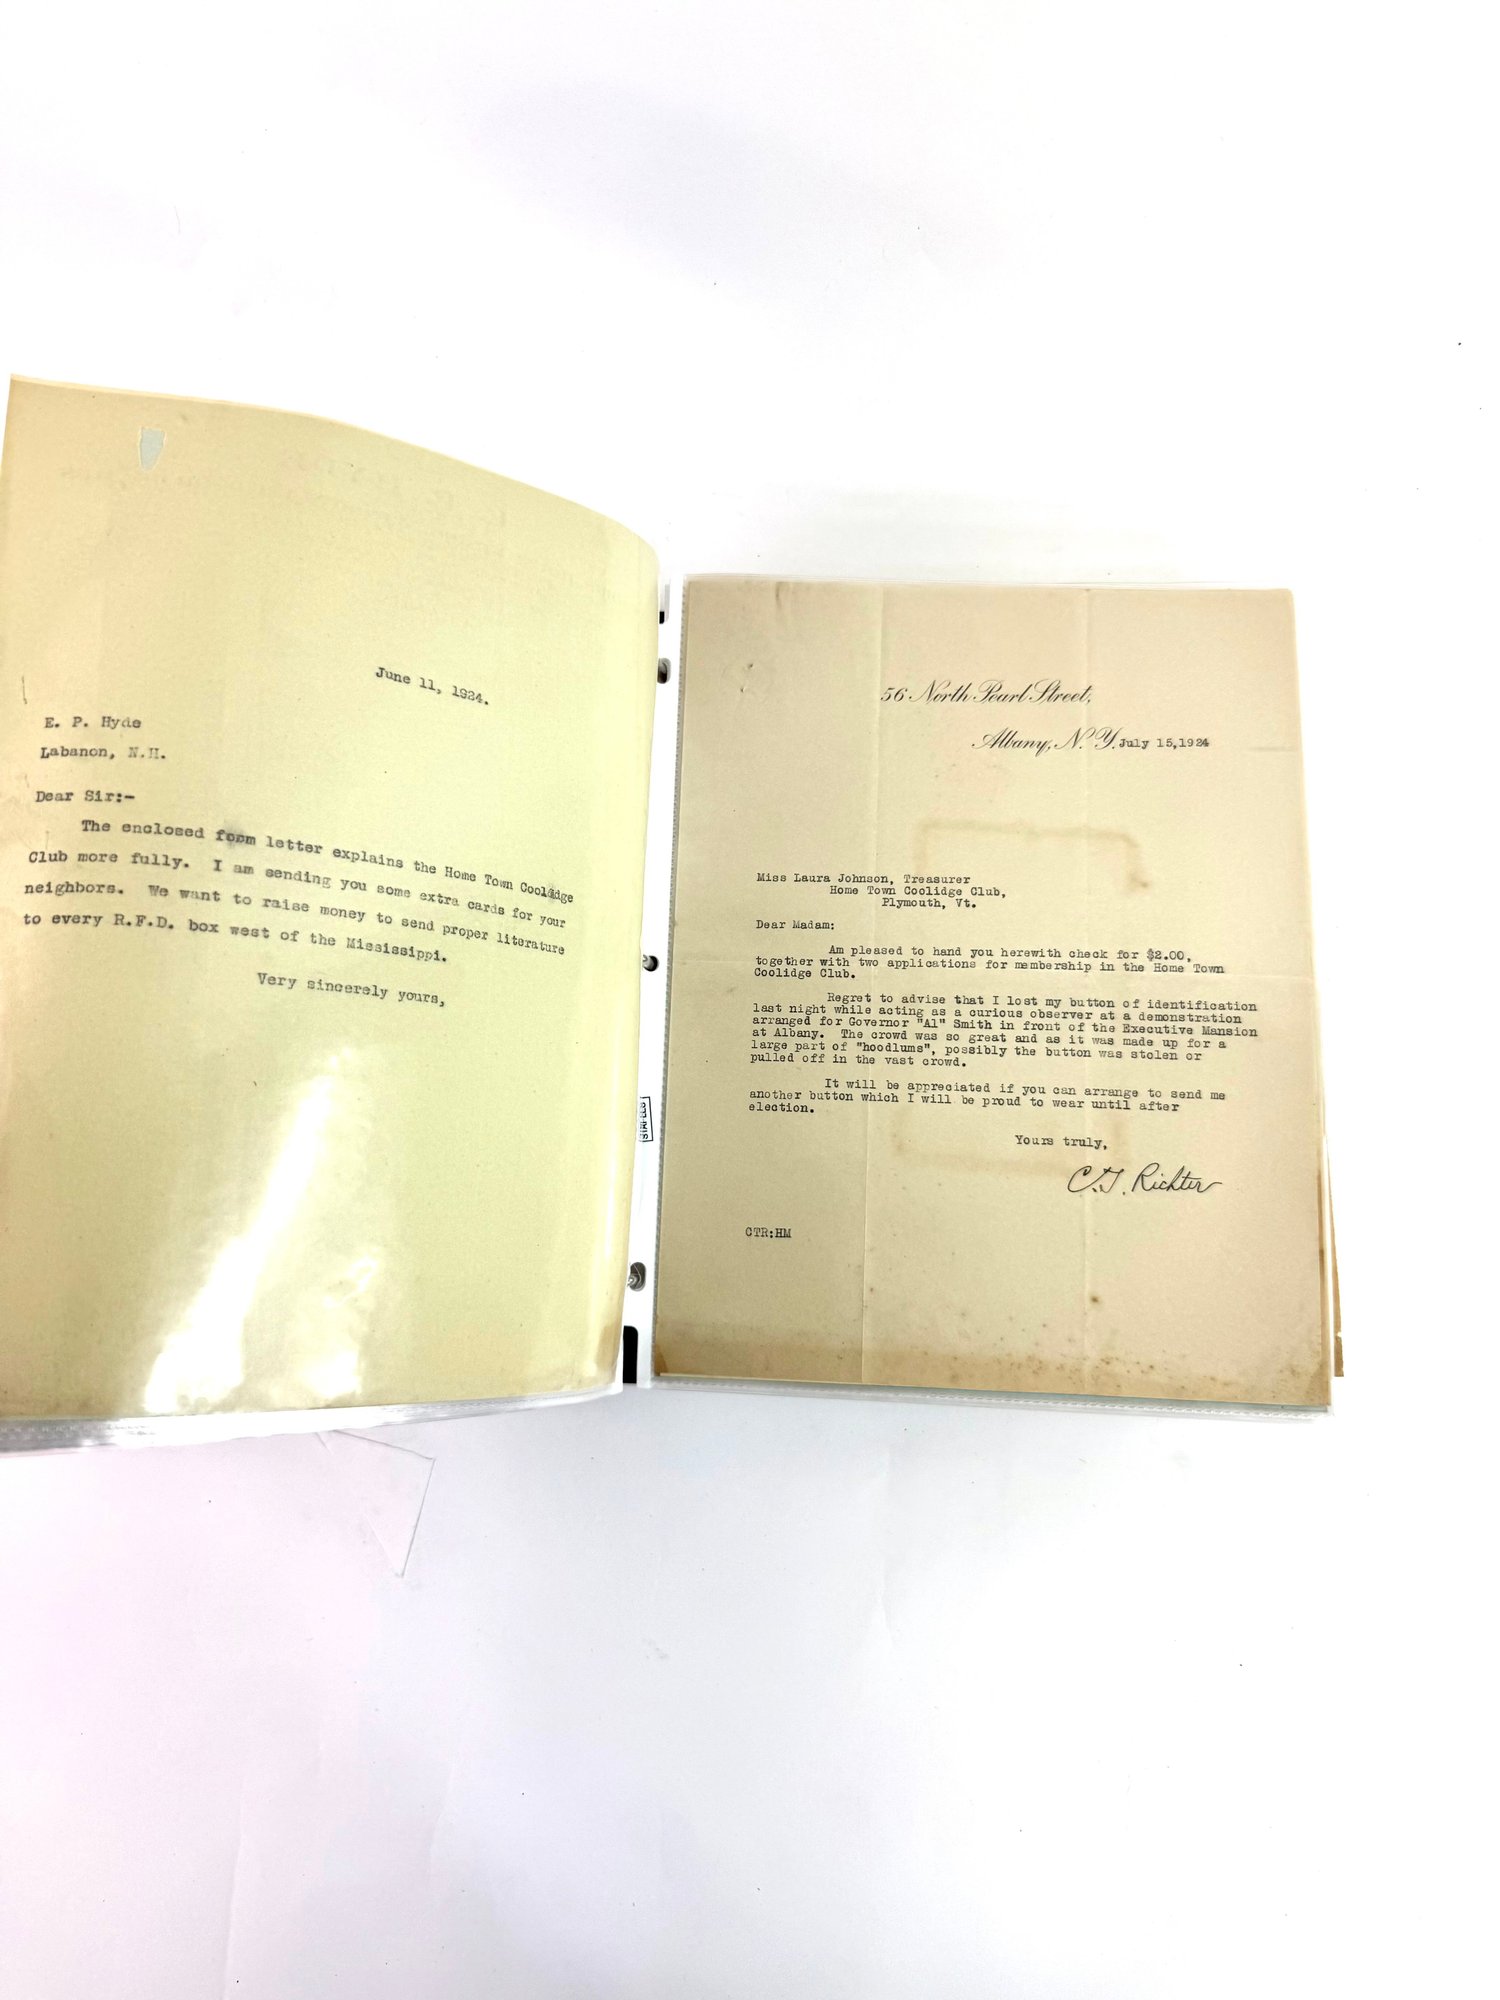 June 11, 1924.
E. P. Hyde
Labanon, N.H.
Dear Sir:-
The enclosed foom letter explains the Home Town Coolidge
Club more fully. I am sending you some extra cards for your
neighbors. We want to raise money to send proper literature
to every R.F.D. box west of the Mississippi.
Very sincerely yours,
STAPLES
56 North Pearl Street,
Albany, N. Y. July 15,1924
Miss Laura Johnson, Treasurer
Home Town Coolidge Club,
Plymouth, Vt.
Dear Madam:
Am pleased to hand you herewith check for $2.00,
together with two applications for membership in the Home Town
Coolidge Club.
Regret to advise that I lost my button of identification
last night while acting as a curious observer at a demonstration
arranged for Governor "Al" Smith in front of the Executive Mansion
at Albany. The crowd was so great and as it was made up for a
large part of "hoodlums", possibly the button was stolen or
pulled off in the vast crowd.
It will be appreciated if you can arrange to send me
another button which I will be proud to wear until after
election.
Yours truly,
C.T. Richter
CTR:HM